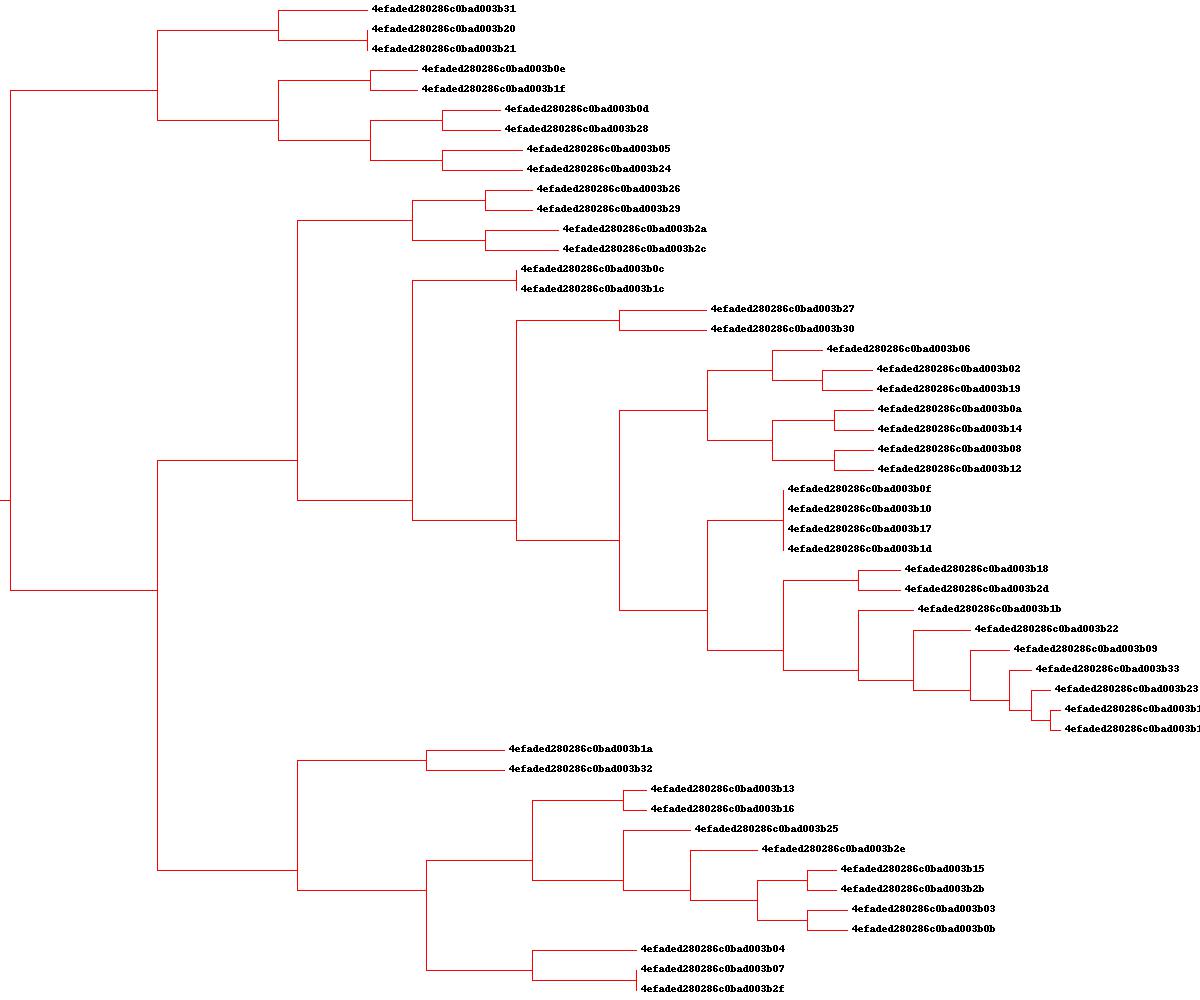 4efaded280286c0bad003b31
4efaded280286c0bad003b20
4efaded280286c0bad003b21
4efaded280286c0bad003b0e
4efaded280286c0bad003b1f
4efaded280286c0bad003b0d
4efaded280286c0bad003b28
4efaded280286c0bad003b05
4efaded280286c0bad003b24
4efaded280286c0bad003b26
4efaded280286c0bad003b29
4efaded280286c0bad003b2a
4efaded280286c0bad003b2c
4efaded280286c0bad003b0c
4efaded280286c0bad003b1c
4efaded280286c0bad003b27
4efaded280286c0bad003b30
4efaded280286c0bad003b06
4efaded280286c0bad003b02
4efaded280286c0bad003b19
4efaded280286c0bad003b0a
4efaded280286c0bad003b14
4efaded280286c0bad003b08
4efaded280286c0bad003b12
4efaded280286c0bad003b0f
4efaded280286c0bad003b10
4efaded280286c0bad003b17
4efaded280286c0bad003b1d
4efaded280286c0bad003b18
4efaded280286c0bad003b2d
4efaded280286c0bad003b1b
4efaded280286c0bad003b22
4efaded280286c0bad003b09
4efaded280286c0bad003b33
4efaded280286c0bad003b23
4efaded280286c0bad003b1
4efaded280286c0bad003b1
4efaded280286c0bad003b1a
4efaded280286c0bad003b32
4efaded280286c0bad003b13
4efaded280286c0bad003b16
4efaded280286c0bad003b25
4efaded280286c0bad003b2e
4efaded280286c0bad003b15
4efaded280286c0bad003b2b
4efaded280286c0bad003b03
4efaded280286c0bad003b0b
4efaded280286c0bad003b04
4efaded280286c0bad003b07
4efaded280286c0bad003b2f